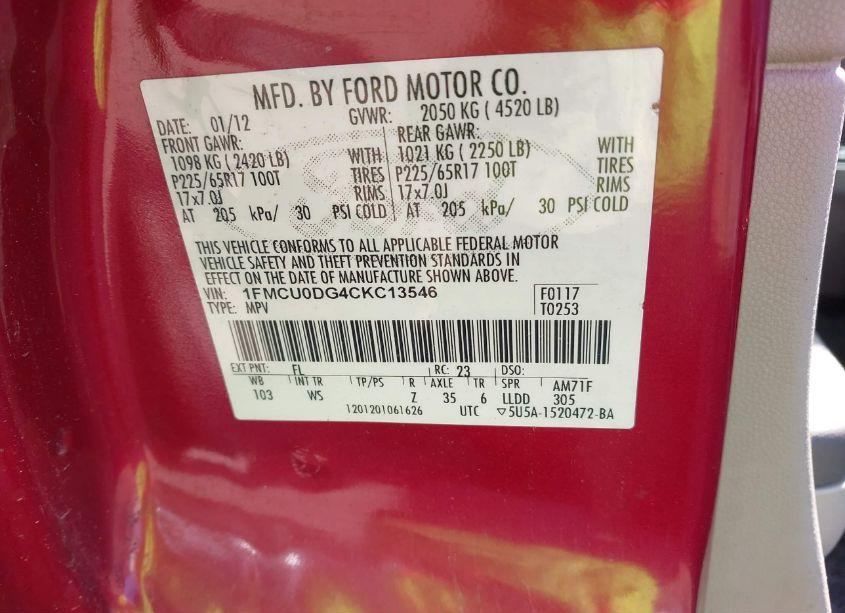 MFD. BY FORD MOTOR CO.
DATE: 01/12 GVWR: 2050 KG ( 4520 LB)
FRONT GAWR: REAR GAWR:
1098 KG ( 2420 LB) WITH 1021 KG ( 2250 LB) WITH
P225/65R17 100T TIRES P225/65R17 100T TIRES
17x7.0J RIMS 17x7.0J RIMS
AT 205 kPa/ 30 PSI COLD AT 205 kPa/ 30 PSI COLD
THIS VEHICLE CONFORMS TO ALL APPLICABLE FEDERAL MOTOR
VEHICLE SAFETY AND THEFT PREVENTION STANDARDS IN
EFFECT ON THE DATE OF MANUFACTURE SHOWN ABOVE.
VIN: 1FMCU0DG4CKC13546 F0117
TYPE: MPV T0253
EXT PNT: FL RC: 23 DSO:
WB INT TR TP/PS R AXLE TR SPR AM71F
103 WS Z 35 6 LLDD 305
1201201061626 UTC ▽5U5A-1520472-BA